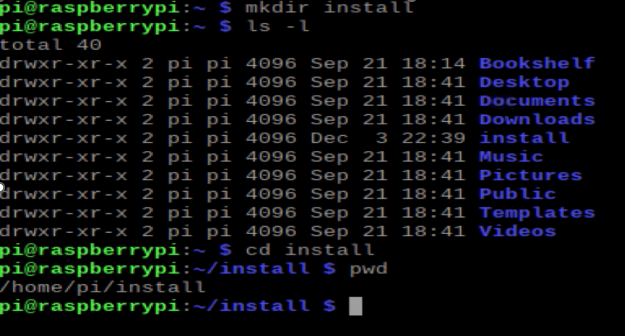 pi@raspberrypi:~ $ mkdir install
pi@raspberrypi:~ $ ls -l
total 40
drwxr-xr-x 2 pi pi 4096 Sep 21 18:14 Bookshelf
drwxr-xr-x 2 pi pi 4096 Sep 21 18:41 Desktop
drwxr-xr-x 2 pi pi 4096 Sep 21 18:41 Documents
drwxr-xr-x 2 pi pi 4096 Sep 21 18:41 Downloads
drwxr-xr-x 2 pi pi 4096 Dec  3 22:39 install
drwxr-xr-x 2 pi pi 4096 Sep 21 18:41 Music
drwxr-xr-x 2 pi pi 4096 Sep 21 18:41 Pictures
drwxr-xr-x 2 pi pi 4096 Sep 21 18:41 Public
drwxr-xr-x 2 pi pi 4096 Sep 21 18:41 Templates
drwxr-xr-x 2 pi pi 4096 Sep 21 18:41 Videos
pi@raspberrypi:~ $ cd install
pi@raspberrypi:~/install $ pwd
/home/pi/install
pi@raspberrypi:~/install $